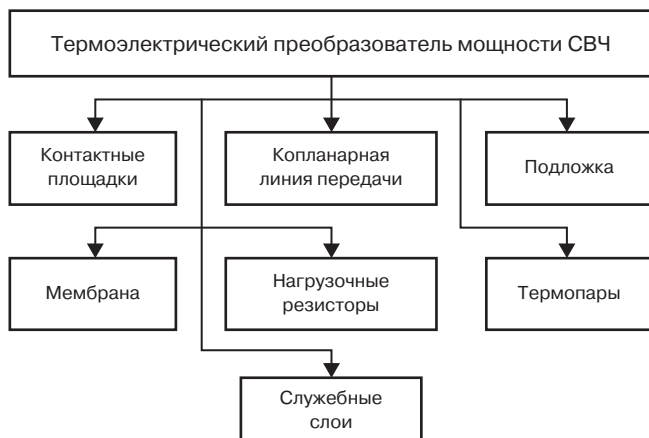 Термоэлектрический преобразователь мощности СВЧ
Контактные
площадки
Копланарная
линия передачи
Подложка
Мембрана
Нагрузочные
резисторы
Термопары
Служебные
слои